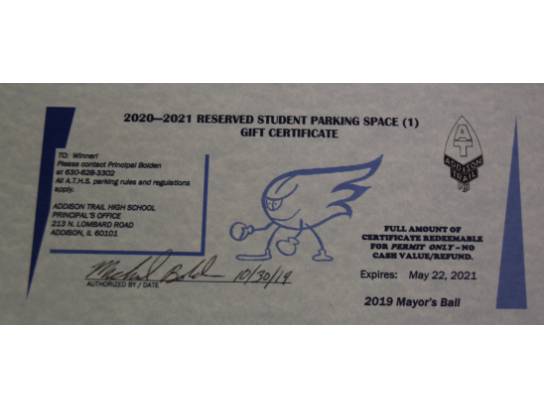 2020—2021 RESERVED STUDENT PARKING SPACE (1)
GIFT CERTIFICATE
TO: Winner!
Please contact Principal Bolden
at 630-628-3302
All A.T.H.S. parking rules and regulations
apply.
ADDISON TRAIL HIGH SCHOOL
PRINCIPAL'S OFFICE
213 N. LOMBARD ROAD
ADDISON, IL 60101
Michael Bolden 10/30/19
AUTHORIZED BY / DATE
AT
ADDISON
TRAIL
FULL AMOUNT OF
CERTIFICATE REDEEMABLE
FOR PERMIT ONLY – NO
CASH VALUE/REFUND.
Expires: May 22, 2021
2019 Mayor's Ball